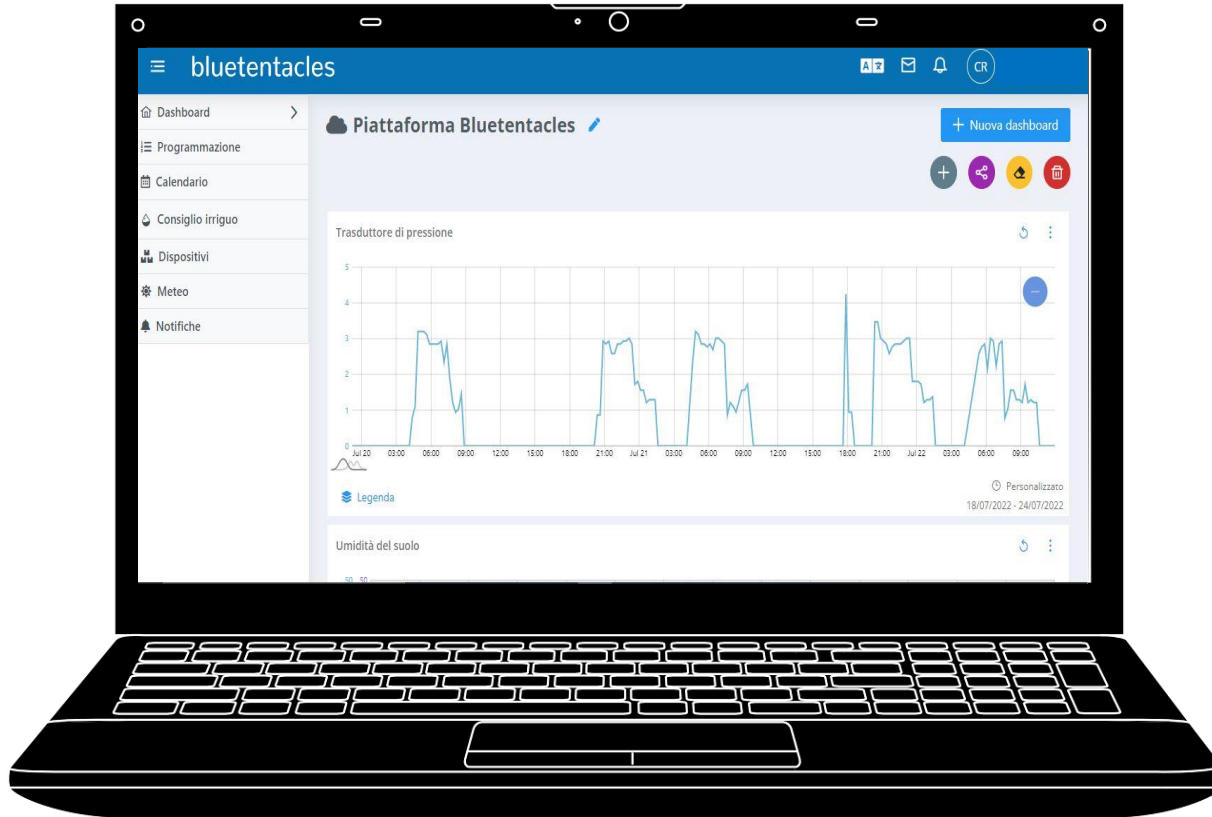 bluetentacles
CR
Dashboard
Programmazione
Calendario
Consiglio irriguo
Dispositivi
Meteo
Notifiche
Piattaforma Bluetentacles
+ Nuova dashboard
Trasduttore di pressione
5
4
3
2
1
0
Jul 20 03:00 06:00 09:00 12:00 15:00 18:00 21:00 Jul 21 03:00 06:00 09:00 12:00 15:00 18:00 21:00 Jul 22 03:00 06:00 09:00
Legenda
Personalizzato
18/07/2022 - 24/07/2022
Umidità del suolo
50 50